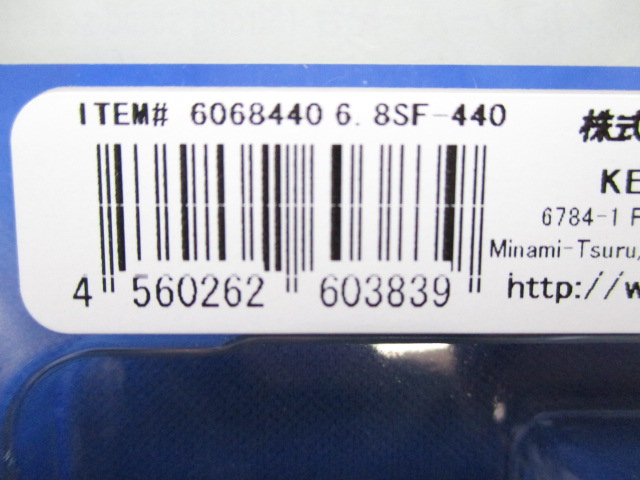 ITEM# 6068440 6.8SF-440
4 560262 603839
株式
KE
6784-1 F
Minami-Tsuru,
http://w